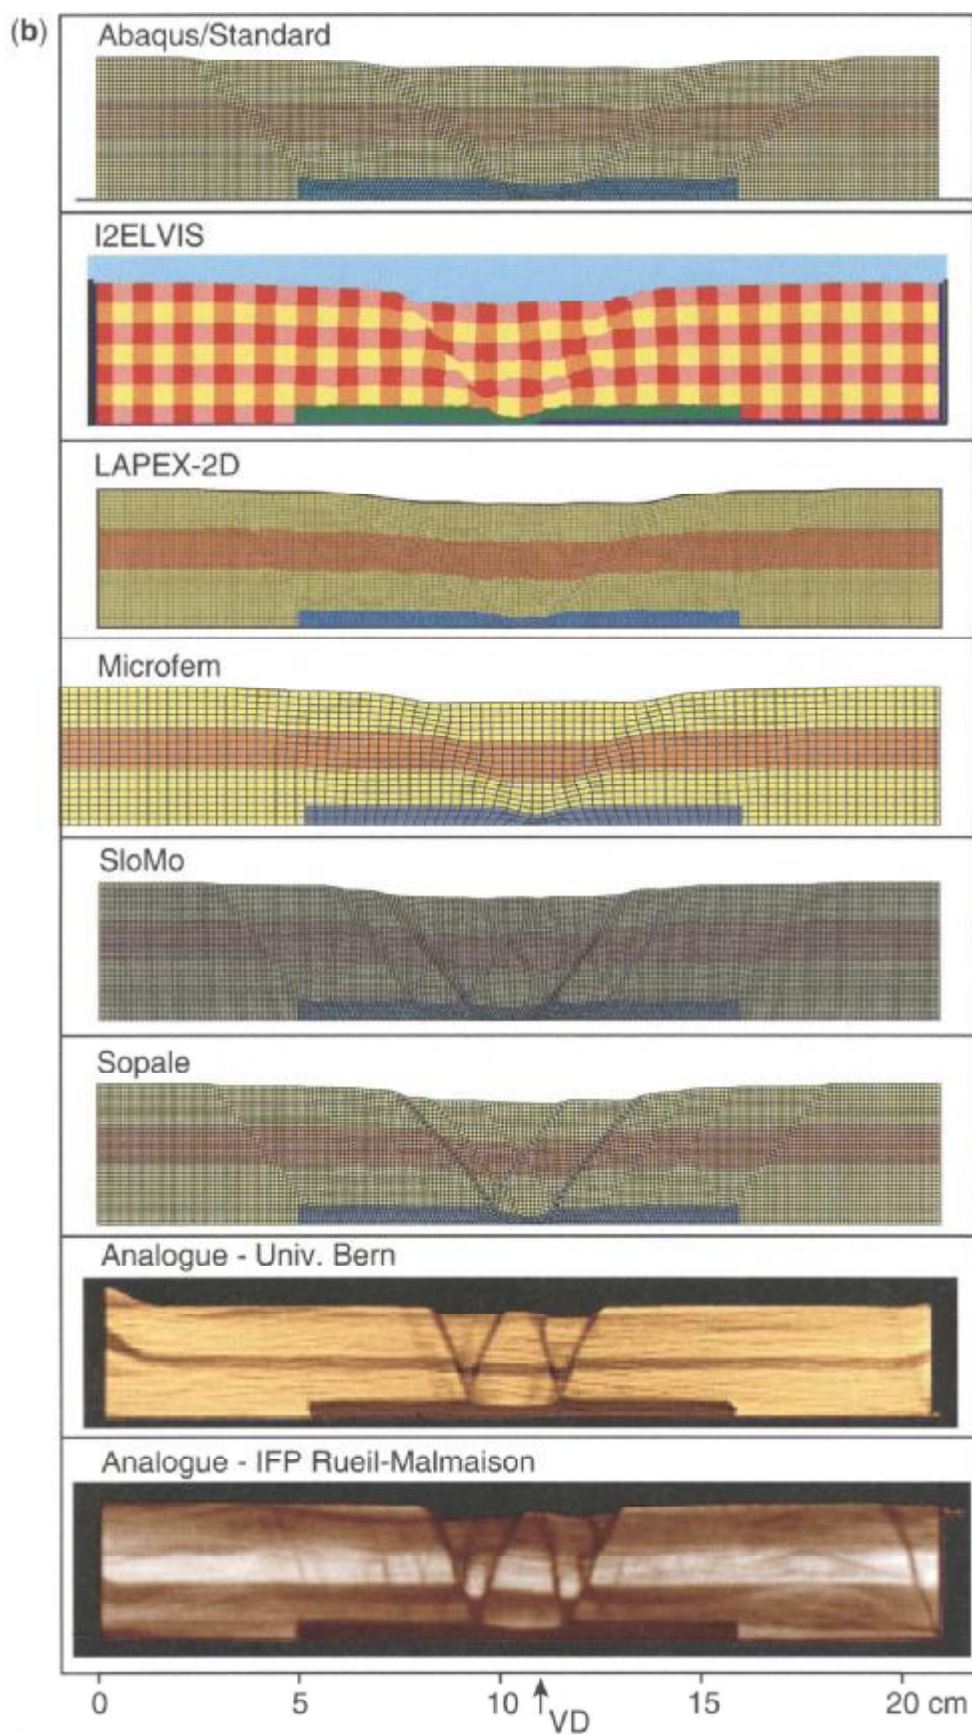 (b)
Abaqus/Standard
I2ELVIS
LAPEX-2D
Microfem
SloMo
Sopale
Analogue - Univ. Bern
Analogue - IFP Rueil-Malmaison
0 5 10 15 20 cm
VD